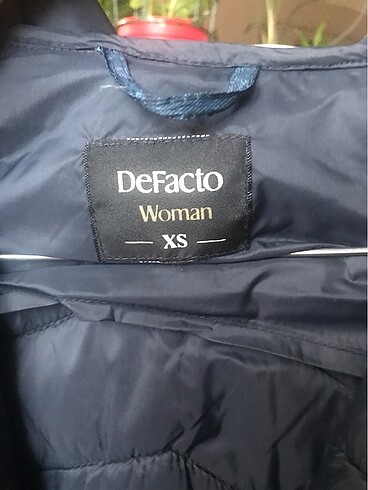 DeFacto
Woman
— XS —